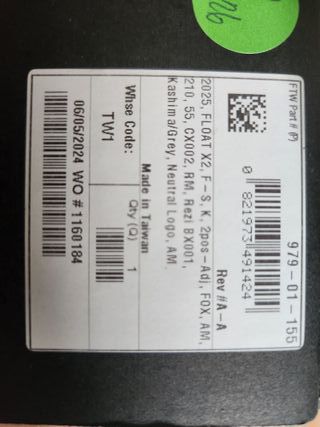 FTW Part # (P)
979-01-155
0 821973 491424
Rev # A-A
2025, FLOAT X2, F-S, K, 2pos-Adj, FOX, AM,
210, 55, CX002, RM, Rezi BX001,
Kashima/Grey, Neutral Logo, AM
Made in Taiwan
Whse Code:
TW1
Qty (Q) 1
06/05/2024 WO # 1160184
26